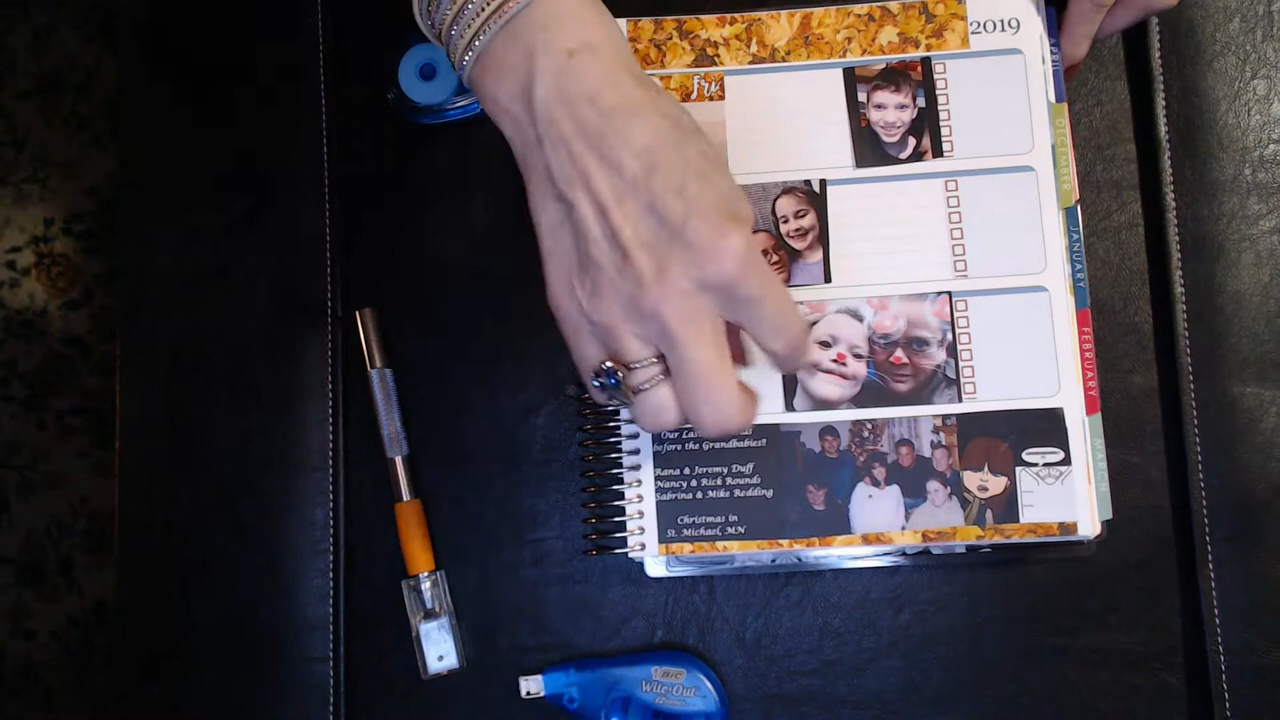 2019
fri
APRIL
DECEMBER
JANUARY
FEBRUARY
MARCH
Our
before the Grandbabies!!
Rana & Jeremy Duff
Nancy & Rick Rounds
Sabrina & Mike Redding
Christmas in
St. Michael, MN
BIC
Wite·Out